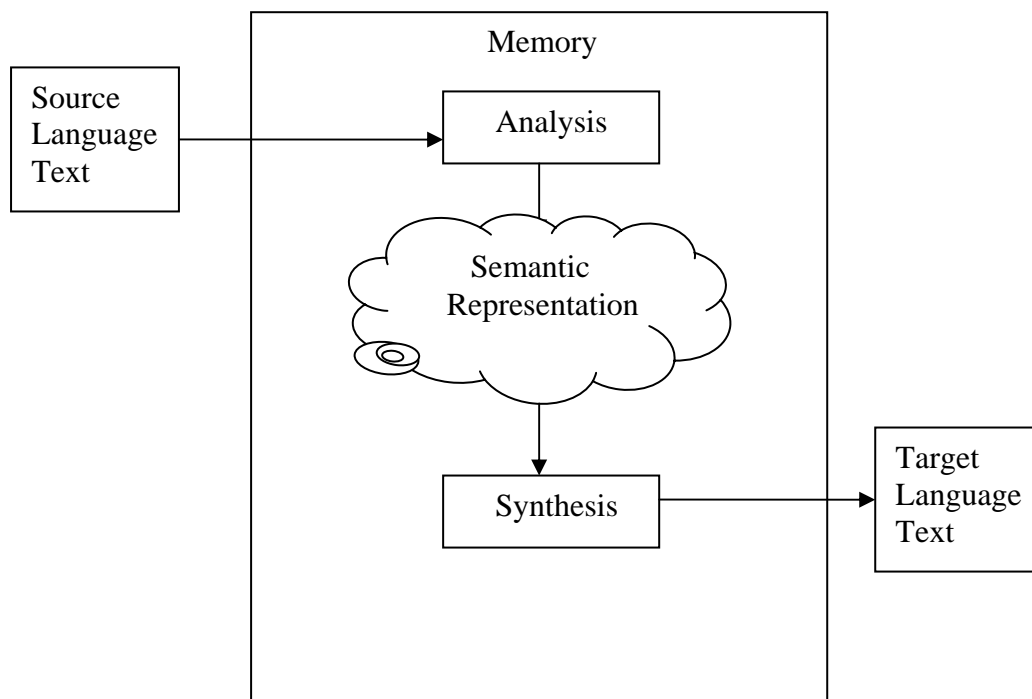 Memory
Source
Language
Text
Analysis
Semantic
Representation
Synthesis
Target
Language
Text